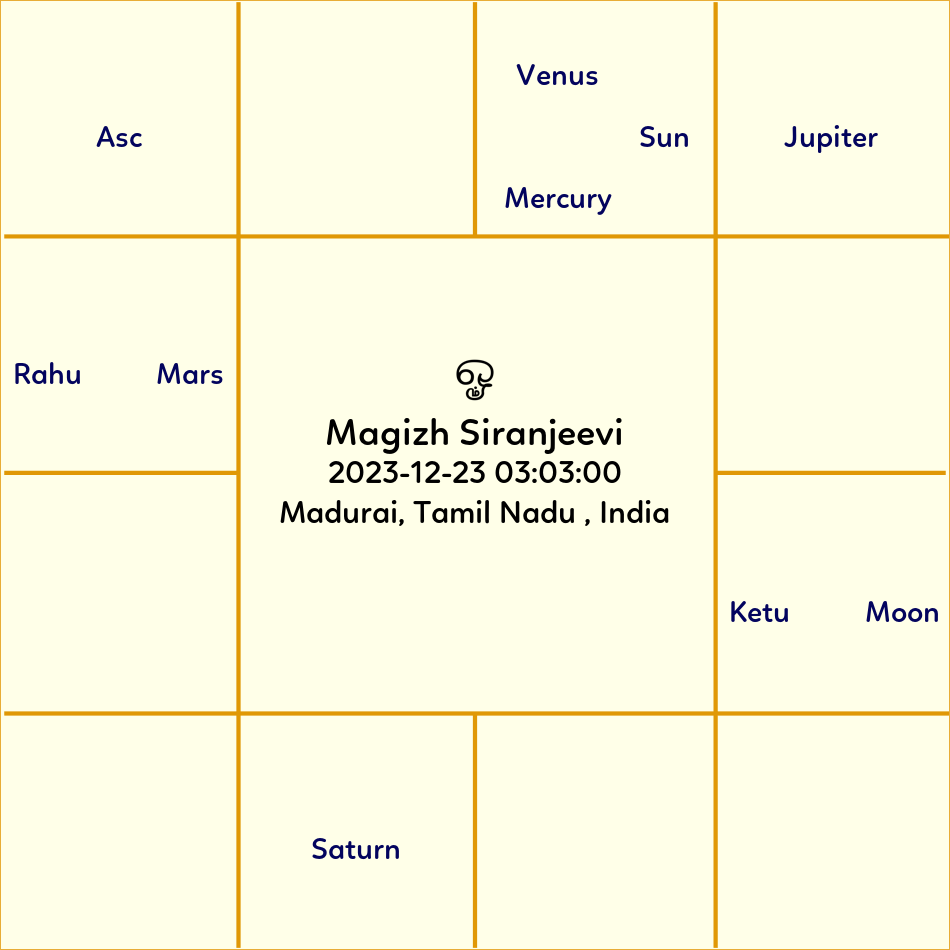 Venus
Asc Sun Jupiter
Mercury
Rahu Mars
ௐ
Magizh Siranjeevi
2023-12-23 03:03:00
Madurai, Tamil Nadu , India
Ketu Moon
Saturn